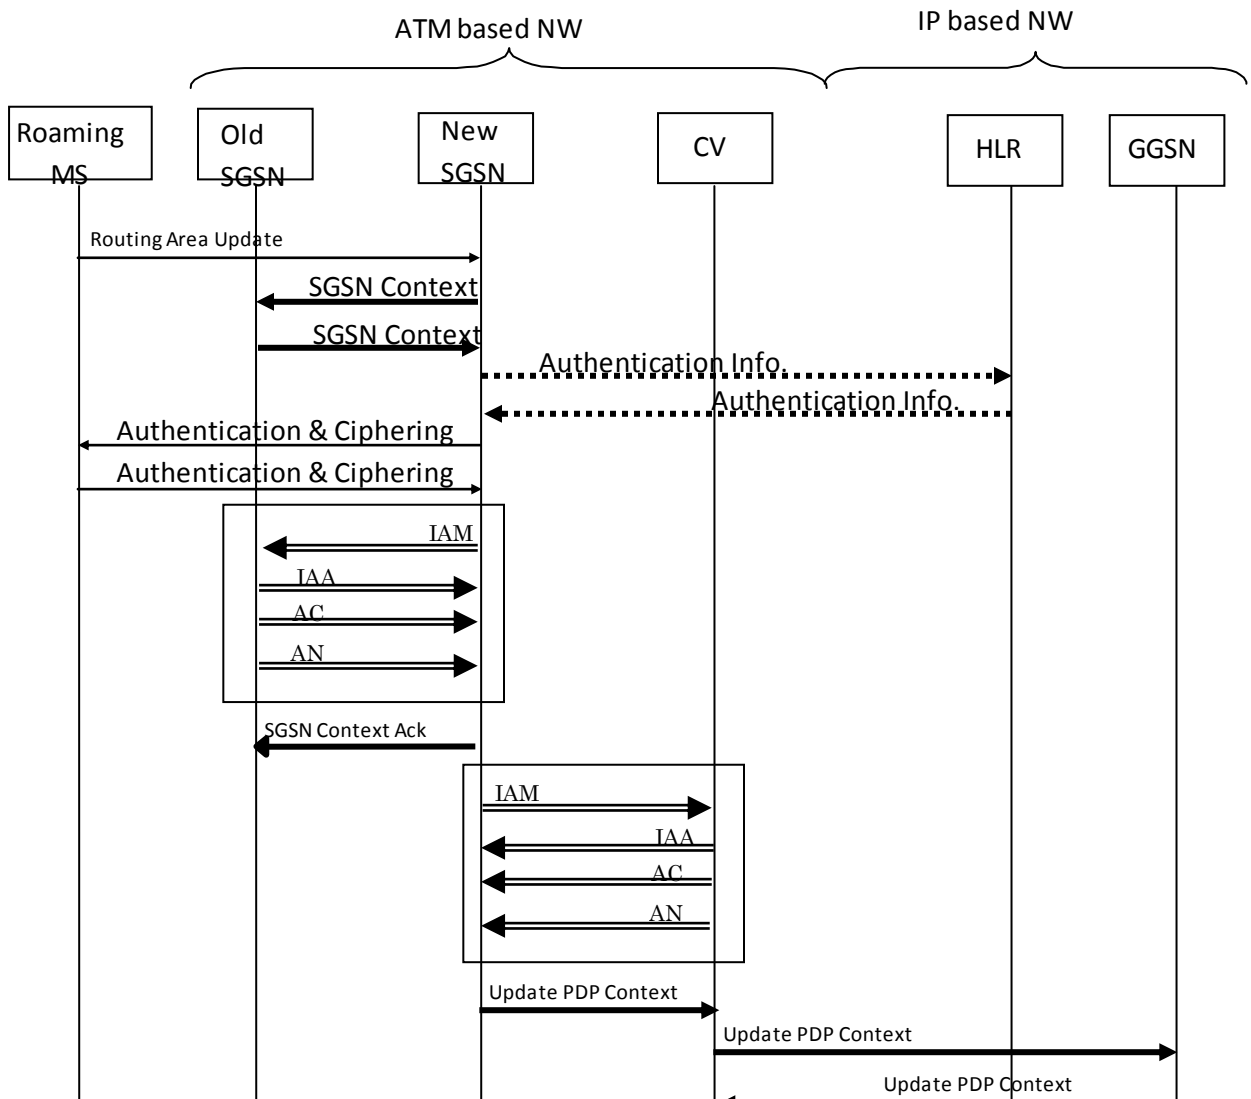 ATM based NW
IP based NW
Roaming
MS
Old
SGSN
New
SGSN
CV
HLR
GGSN
Routing Area Update
SGSN Context
SGSN Context
Authentication Info.
Authentication Info.
Authentication & Ciphering
Authentication & Ciphering
IAM
IAA
AC
AN
SGSN Context Ack
IAM
IAA
AC
AN
Update PDP Context
Update PDP Context
Update PDP Context